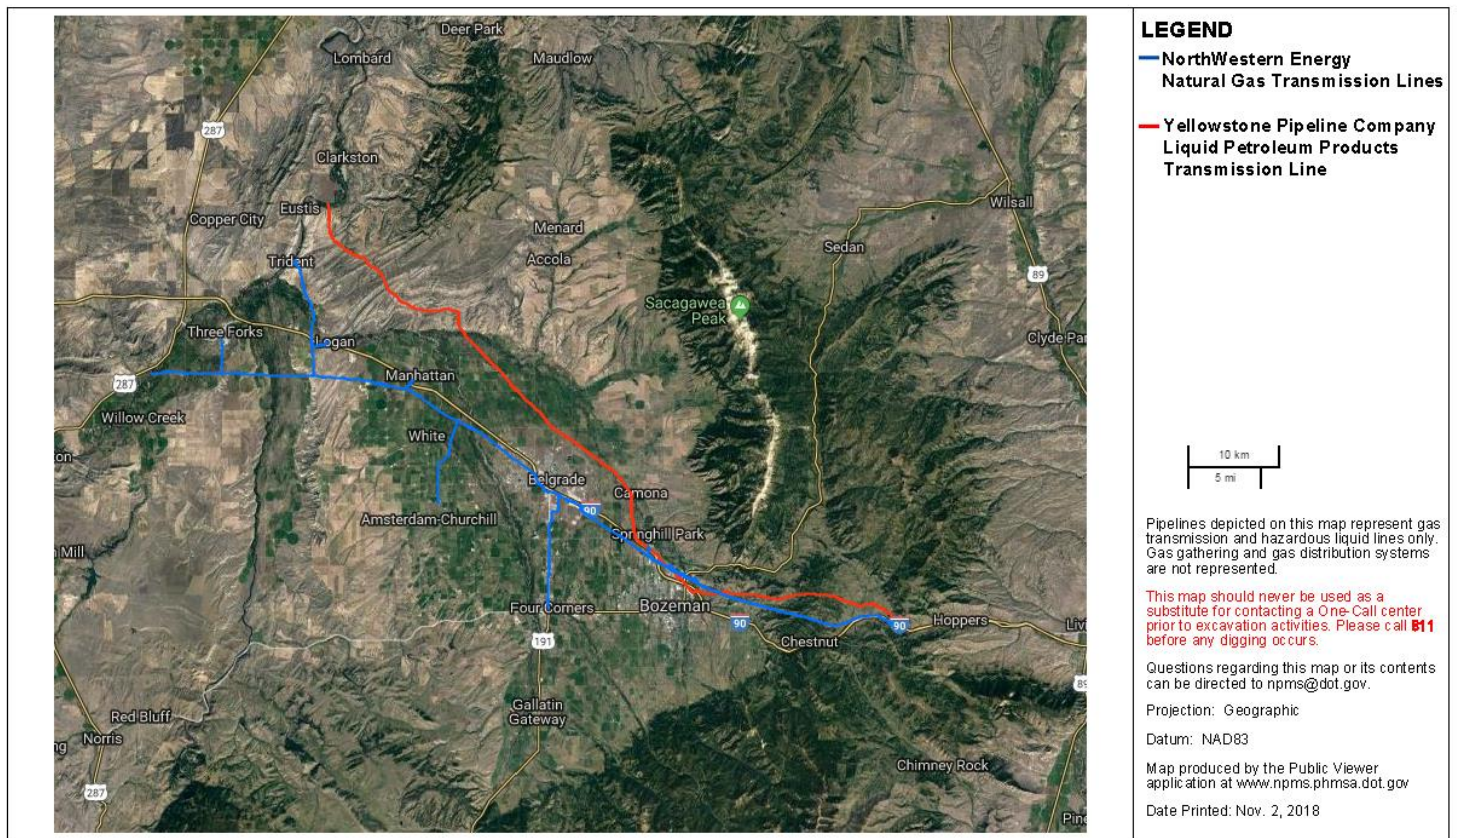 Deer Park
Lombard
Maudlow
287
Clarkston
Wilsall
Copper City
Eustis
Menard
Sedan
Accola
Trident
89
Sacagawea
Peak
Three Forks
Logan
Clyde Par
Manhattan
287
Willow Creek
White
on
Belgrade
Camona
90
Amsterdam-Churchill
Springhill Park
n Mill
Four Corners
Bozeman
90
90
Hoppers
Livi
191
Chestnut
89
Gallatin
Gateway
Red Bluff
Norris
ng
Chimney Rock
287
Pine
LEGEND
NorthWestern Energy
Natural Gas Transmission Lines
Yellowstone Pipeline Company
Liquid Petroleum Products
Transmission Line
10 km
5 mi
Pipelines depicted on this map represent gas
transmission and hazardous liquid lines only.
Gas gathering and gas distribution systems
are not represented.
This map should never be used as a
substitute for contacting a One-Call center
prior to excavation activities. Please call 811
before any digging occurs.
Questions regarding this map or its contents
can be directed to npms@dot.gov.
Projection: Geographic
Datum: NAD83
Map produced by the Public Viewer
application at www.npms.phmsa.dot.gov
Date Printed: Nov. 2, 2018